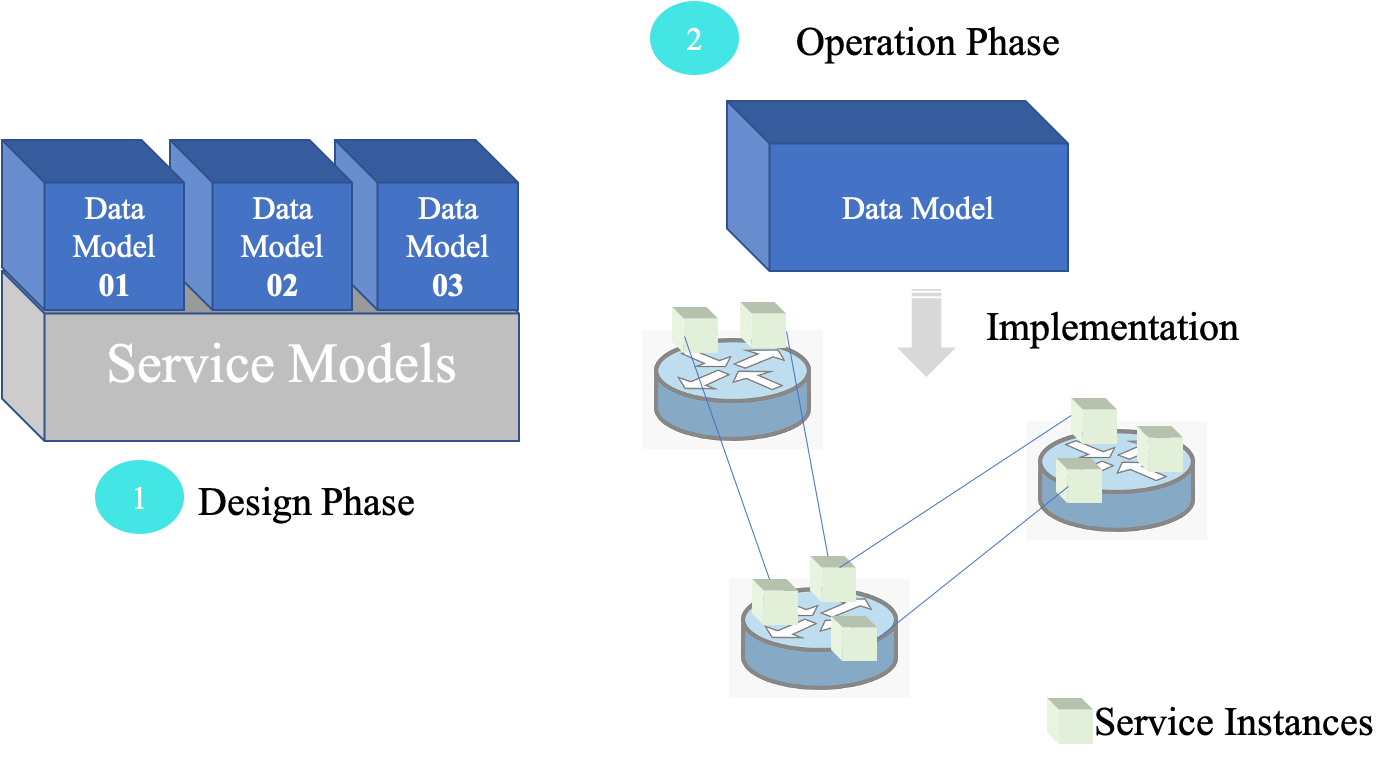 Data
Model
01
Data
Model
02
Data
Model
03
Service Models
1
Design Phase
2
Operation Phase
Data Model
Implementation
Service Instances